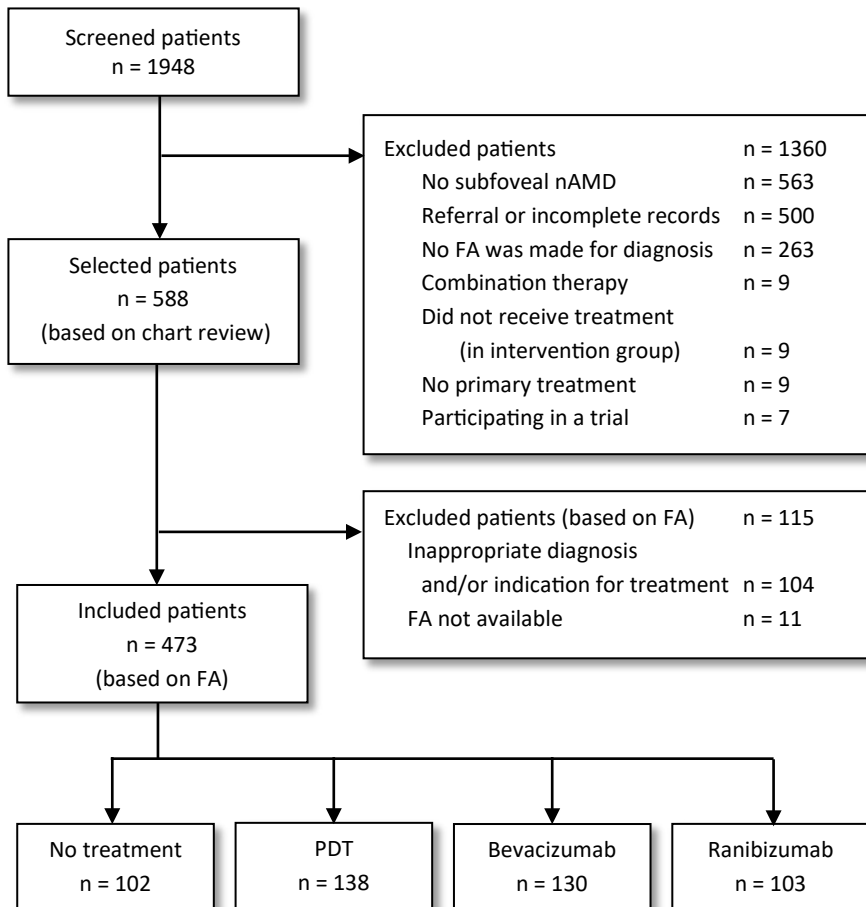 Screened patients
n = 1948
Excluded patients n = 1360
No subfoveal nAMD n = 563
Referral or incomplete records n = 500
No FA was made for diagnosis n = 263
Combination therapy n = 9
Did not receive treatment
(in intervention group) n = 9
No primary treatment n = 9
Participating in a trial n = 7
Selected patients
n = 588
(based on chart review)
Excluded patients (based on FA) n = 115
Inappropriate diagnosis
and/or indication for treatment n = 104
FA not available n = 11
Included patients
n = 473
(based on FA)
No treatment
n = 102
PDT
n = 138
Bevacizumab
n = 130
Ranibizumab
n = 103